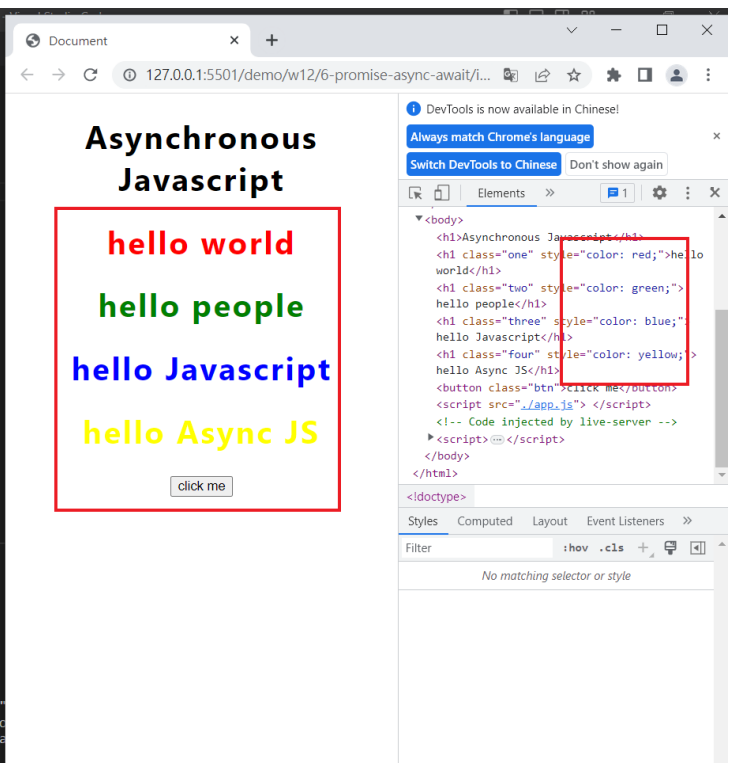 Document
127.0.0.1:5501/demo/w12/6-promise-async-await/i...
Asynchronous
Javascript
hello world
hello people
hello Javascript
hello Async JS
click me
DevTools is now available in Chinese!
Always match Chrome's language
Switch DevTools to Chinese Don't show again
Elements 1
<body>
<h1>Asynchronous Javascript</h1>
<h1 class="one" style="color: red;">hello
world</h1>
<h1 class="two" style="color: green;">
hello people</h1>
<h1 class="three" style="color: blue;">
hello Javascript</h1>
<h1 class="four" style="color: yellow;">
hello Async JS</h1>
<button class="btn">click me</button>
<script src="./app.js"> </script>
<!-- Code injected by live-server -->
<script>…</script>
</body>
</html>
<!doctype>
Styles Computed Layout Event Listeners
Filter :hov .cls
No matching selector or style